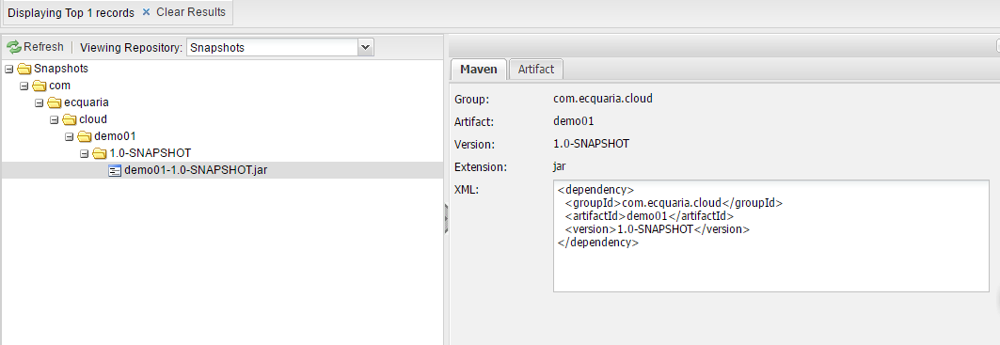 Displaying Top 1 records × Clear Results
Refresh Viewing Repository: Snapshots
Snapshots
com
ecquaria
cloud
demo01
1.0-SNAPSHOT
demo01-1.0-SNAPSHOT.jar
Maven Artifact
Group: com.ecquaria.cloud
Artifact: demo01
Version: 1.0-SNAPSHOT
Extension: jar
XML: <dependency>
<groupId>com.ecquaria.cloud</groupId>
<artifactId>demo01</artifactId>
<version>1.0-SNAPSHOT</version>
</dependency>